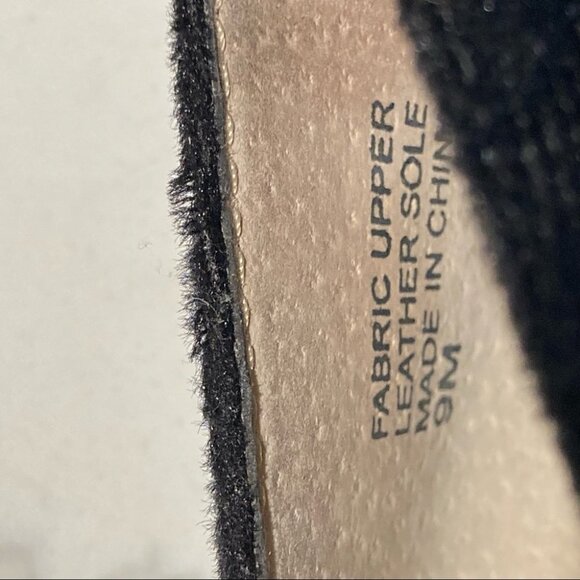 FABRIC UPPER
LEATHER SOLE
MADE IN CHIN
9M